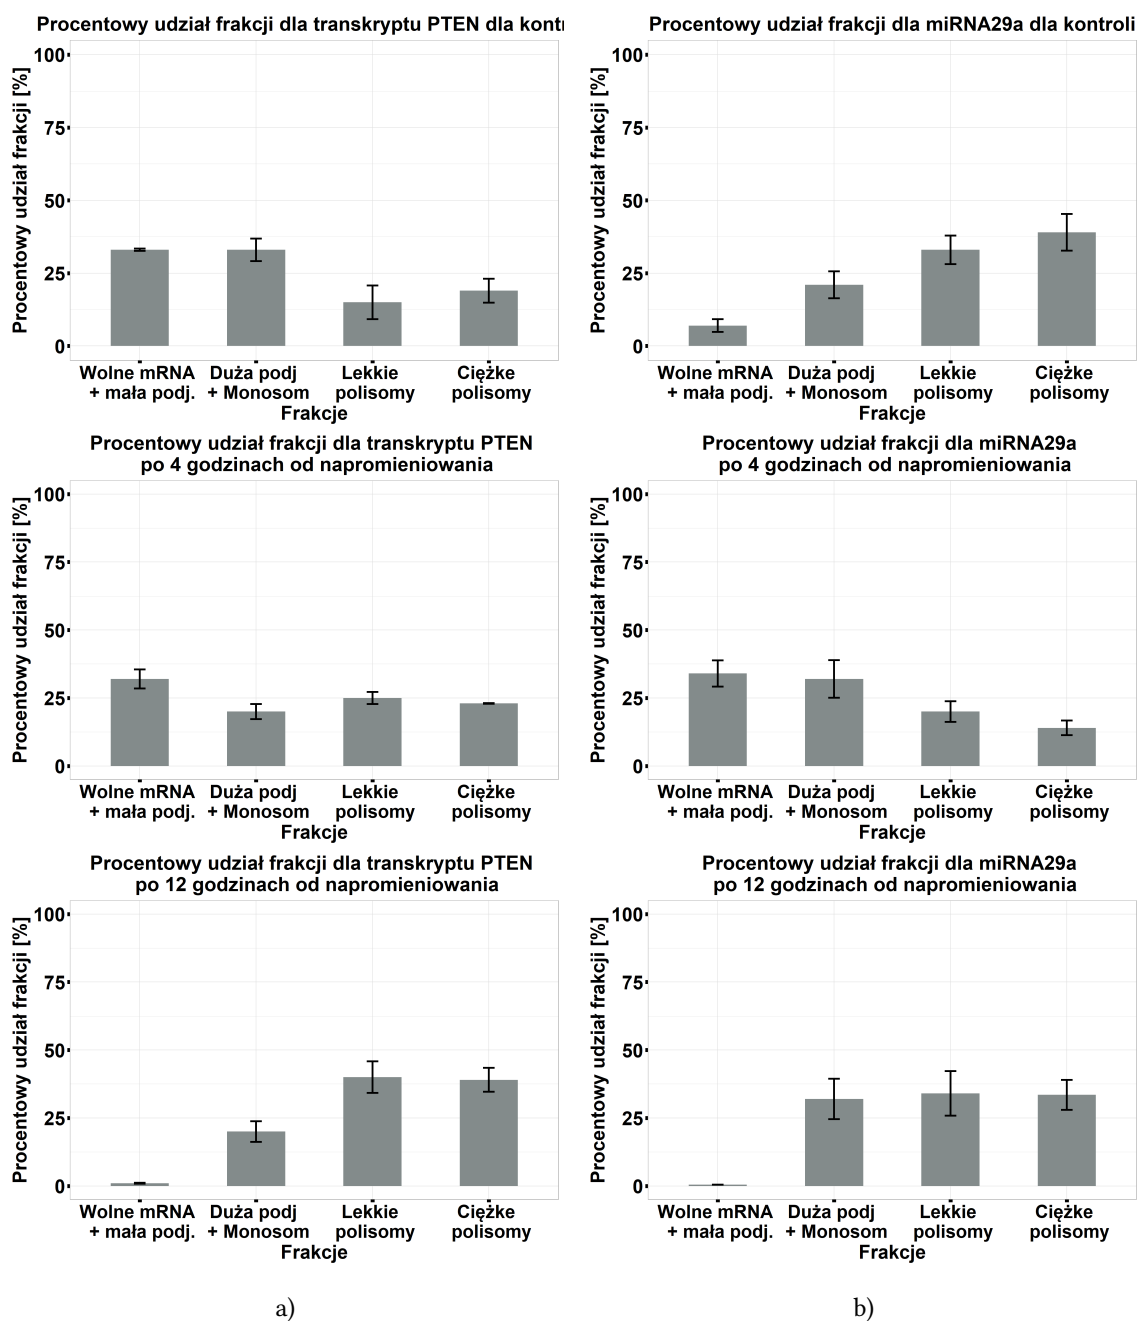 Procentowy udział frakcji dla transkryptu PTEN dla kont
Procentowy udział frakcji [%]
100
75
50
25
0
Wolne mRNA Duża podj Lekkie Ciężke
+ mała podj. + Monosom polisomy polisomy
Frakcje
Procentowy udział frakcji dla miRNA29a dla kontroli
Procentowy udział frakcji [%]
100
75
50
25
0
Wolne mRNA Duża podj Lekkie Ciężke
+ mała podj. + Monosom polisomy polisomy
Frakcje
Procentowy udział frakcji dla transkryptu PTEN
po 4 godzinach od napromieniowania
Procentowy udział frakcji [%]
100
75
50
25
0
Wolne mRNA Duża podj Lekkie Ciężke
+ mała podj. + Monosom polisomy polisomy
Frakcje
Procentowy udział frakcji dla miRNA29a
po 4 godzinach od napromieniowania
Procentowy udział frakcji [%]
100
75
50
25
0
Wolne mRNA Duża podj Lekkie Ciężke
+ mała podj. + Monosom polisomy polisomy
Frakcje
Procentowy udział frakcji dla transkryptu PTEN
po 12 godzinach od napromieniowania
Procentowy udział frakcji [%]
100
75
50
25
0
Wolne mRNA Duża podj Lekkie Ciężke
+ mała podj. + Monosom polisomy polisomy
Frakcje
Procentowy udział frakcji dla miRNA29a
po 12 godzinach od napromieniowania
Procentowy udział frakcji [%]
100
75
50
25
0
Wolne mRNA Duża podj Lekkie Ciężke
+ mała podj. + Monosom polisomy polisomy
Frakcje
a)
b)